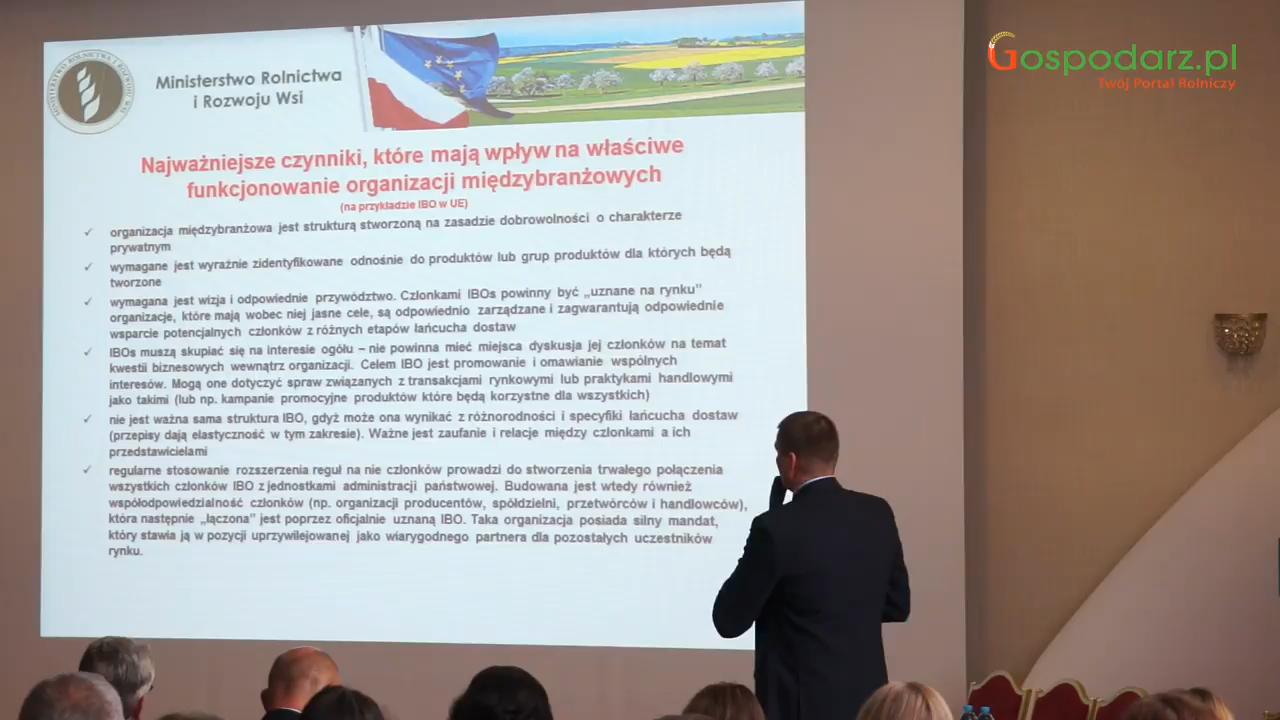 Gospodarz.pl
Twój Portal Rolniczy
Ministerstwo Rolnictwa
i Rozwoju Wsi
Najważniejsze czynniki, które mają wpływ na właściwe
funkcjonowanie organizacji międzybranżowych
(na przykładzie IBO w UE)
✓ organizacja międzybranżowa jest strukturą stworzoną na zasadzie dobrowolności o charakterze
prywatnym
✓ wymagane jest wyraźnie zidentyfikowane odnośnie do produktów lub grup produktów dla których będą
tworzone
✓ wymagana jest wizja i odpowiednie przywództwo. Członkami IBOs powinny być „uznane na rynku”
organizacje, które mają wobec niej jasne cele, są odpowiednio zarządzane i zagwarantują odpowiednie
wsparcie potencjalnych członków z różnych etapów łańcucha dostaw
✓ IBOs muszą skupiać się na interesie ogółu – nie powinna mieć miejsca dyskusja jej członków na temat
kwestii biznesowych wewnątrz organizacji. Celem IBO jest promowanie i omawianie wspólnych
interesów. Mogą one dotyczyć spraw związanych z transakcjami rynkowymi lub praktykami handlowymi
jako takimi (lub np. kampanie promocyjne produktów które będą korzystne dla wszystkich)
✓ nie jest ważna sama struktura IBO, gdyż może ona wynikać z różnorodności i specyfiki łańcucha dostaw
(przepisy dają elastyczność w tym zakresie). Ważne jest zaufanie i relacje między członkami a ich
przedstawicielami
✓ regularne stosowanie rozszerzenia reguł na nie członków prowadzi do stworzenia trwałego połączenia
wszystkich członków IBO z jednostkami administracji państwowej. Budowana jest wtedy również
współodpowiedzialność członków (np. organizacji producentów, spółdzielni, przetwórców i handlowców),
która następnie „łączona” jest poprzez oficjalnie uznaną IBO. Taka organizacja posiada silny mandat,
który stawia ją w pozycji uprzywilejowanej jako wiarygodnego partnera dla pozostałych uczestników
rynku.